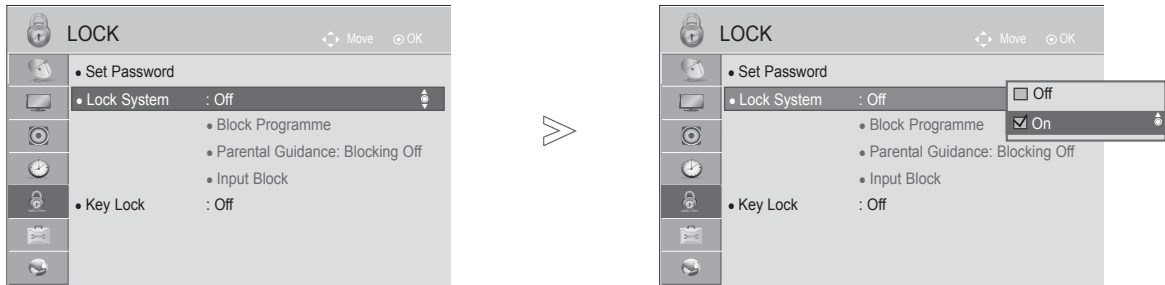 LOCK
Move OK
• Set Password
• Lock System : Off
• Block Programme
• Parental Guidance: Blocking Off
• Input Block
• Key Lock : Off
LOCK
Move OK
• Set Password
• Lock System : Off
Off
On
• Block Programme
• Parental Guidance: Blocking Off
• Input Block
• Key Lock : Off